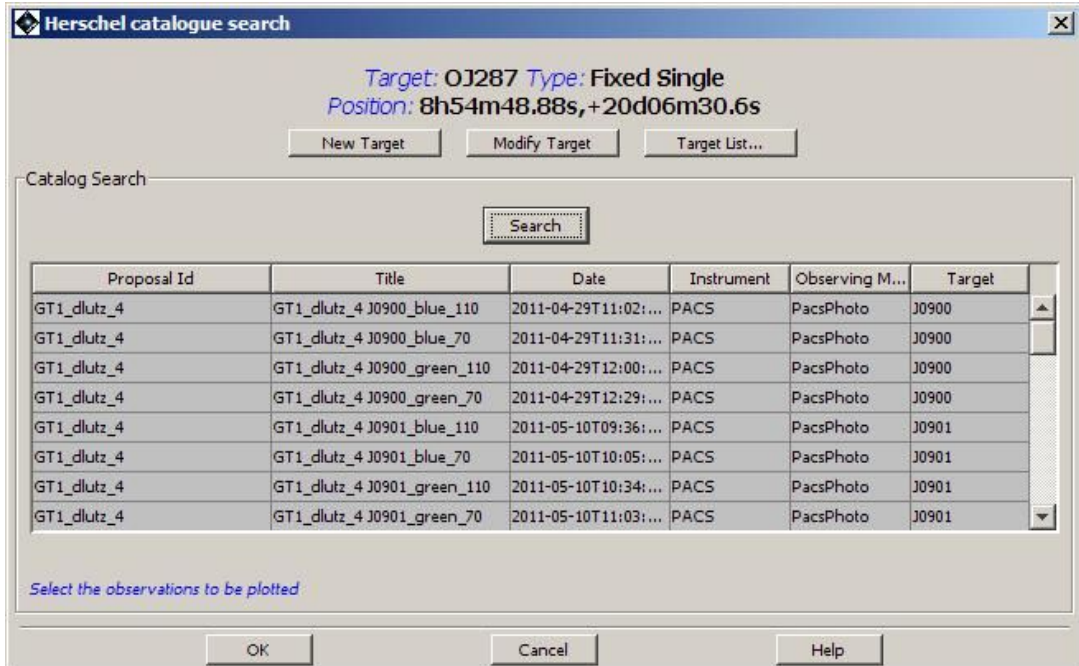 Herschel catalogue search
Target: OJ287 Type: Fixed Single
Position: 8h54m48.88s,+20d06m30.6s
New Target Modify Target Target List...
Catalog Search
Search
Proposal Id Title Date Instrument Observing M... Target
GT1_dlutz_4 GT1_dlutz_4 J0900_blue_110 2011-04-29T11:02:... PACS PacsPhoto J0900
GT1_dlutz_4 GT1_dlutz_4 J0900_blue_70 2011-04-29T11:31:... PACS PacsPhoto J0900
GT1_dlutz_4 GT1_dlutz_4 J0900_green_110 2011-04-29T12:00:... PACS PacsPhoto J0900
GT1_dlutz_4 GT1_dlutz_4 J0900_green_70 2011-04-29T12:29:... PACS PacsPhoto J0900
GT1_dlutz_4 GT1_dlutz_4 J0901_blue_110 2011-05-10T09:36:... PACS PacsPhoto J0901
GT1_dlutz_4 GT1_dlutz_4 J0901_blue_70 2011-05-10T10:05:... PACS PacsPhoto J0901
GT1_dlutz_4 GT1_dlutz_4 J0901_green_110 2011-05-10T10:34:... PACS PacsPhoto J0901
GT1_dlutz_4 GT1_dlutz_4 J0901_green_70 2011-05-10T11:03:... PACS PacsPhoto J0901
Select the observations to be plotted
OK Cancel Help